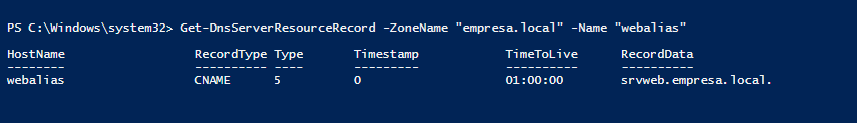 PS C:\Windows\system32> Get-DnsServerResourceRecord -ZoneName "empresa.local" -Name "webalias"
HostName RecordType Type Timestamp TimeToLive RecordData
-------- ---------- ---- --------- ---------- ----------
webalias CNAME 5 0 01:00:00 srvweb.empresa.local.